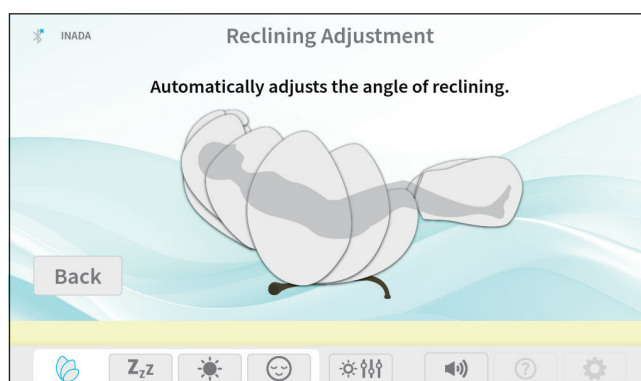 INADA
Reclining Adjustment
Automatically adjusts the angle of reclining.
Back
ZzZ
?